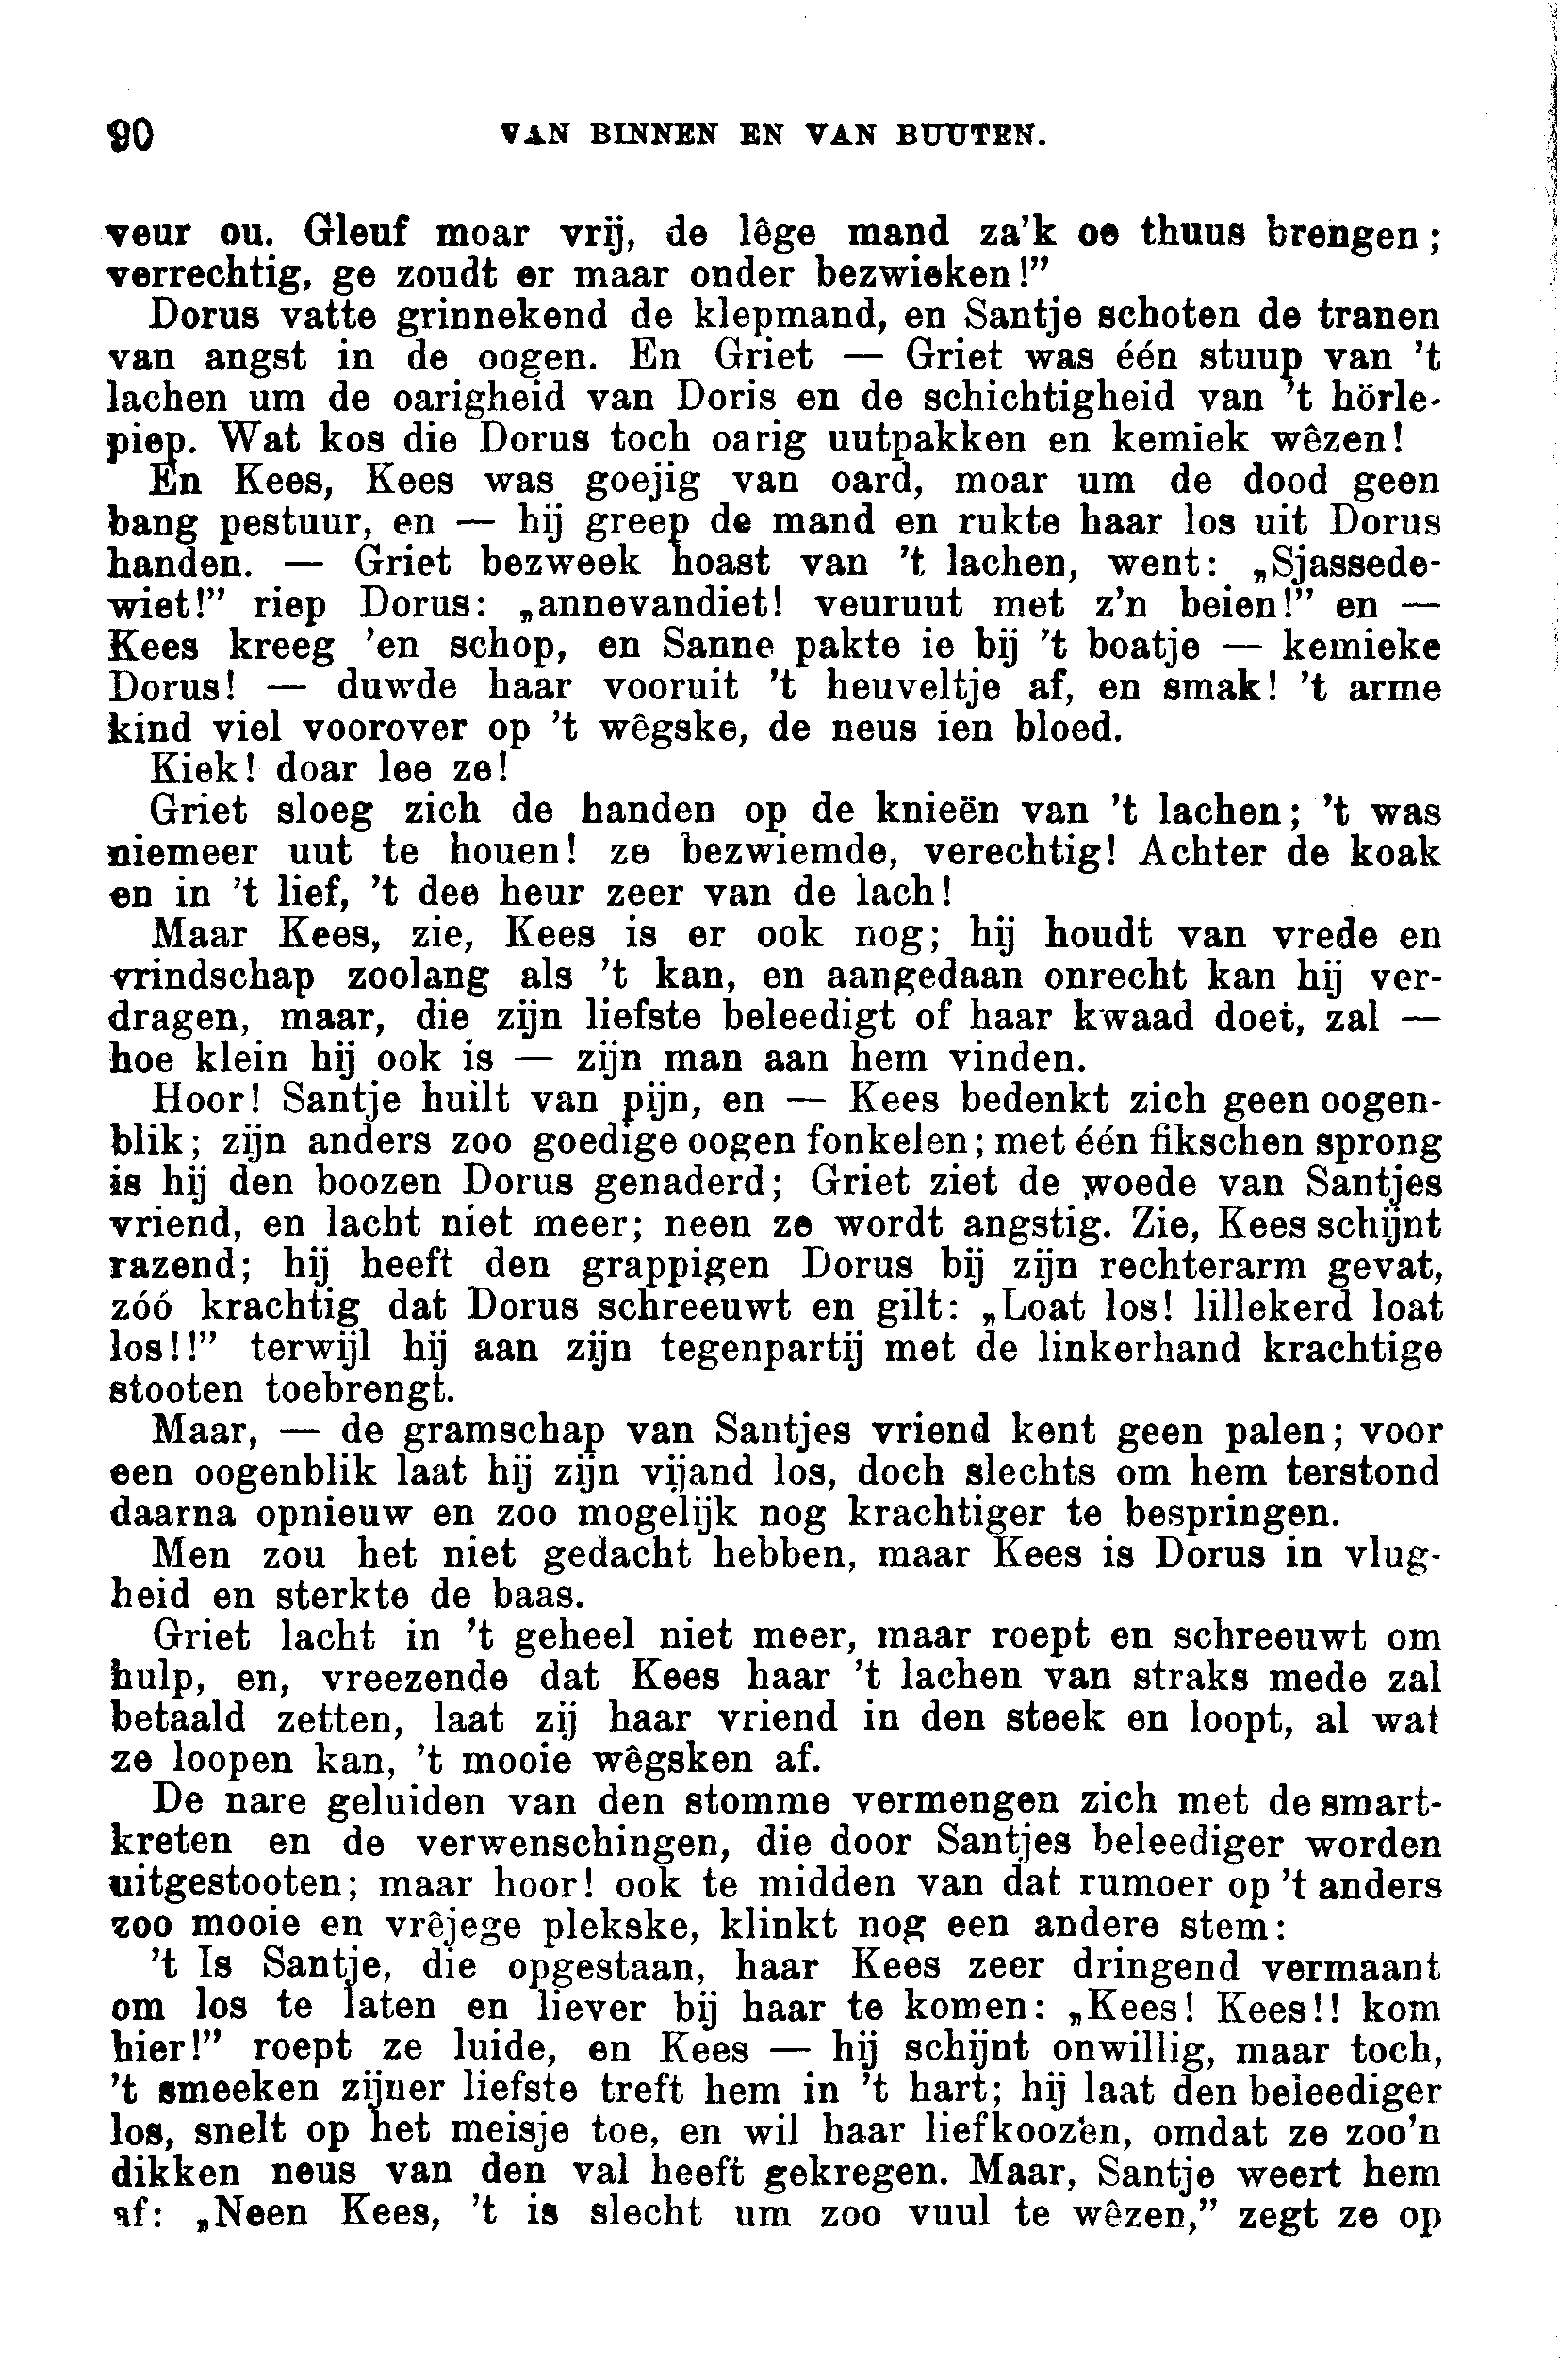 90 VAN BINNEN EN VAN BUUTEN.
veur ou. Gleuf moar vrij, de lêge mand za'k oe thuus brengen;
verrechtig, ge zoudt er maar onder bezwieken!”
Dorus vatte grinnekend de klepmand, en Santje schoten de tranen
van angst in de oogen. En Griet — Griet was één stuup van 't
lachen um de oarigheid van Doris en de schichtigheid van 't hörle-
piep. Wat kos die Dorus toch oarig uutpakken en kemiek wêzen!
En Kees, Kees was goejig van oard, moar um de dood geen
bang pestuur, en — hij greep de mand en rukte haar los uit Dorus
handen. — Griet bezweek hoast van 't lachen, went: „Sjassede-
wiet!” riep Dorus: „annevandiet! veuruut met z'n beien!” en —
Kees kreeg 'en schop, en Sanne pakte ie bij 't boatje — kemieke
Dorus! — duwde haar vooruit 't heuveltje af, en smak! 't arme
kind viel voorover op 't wêgske, de neus ien bloed.
Kiek! doar lee ze!
Griet sloeg zich de handen op de knieën van 't lachen; 't was
niemeer uut te houen! ze bezwiemde, verechtig! Achter de koak
en in 't lief, 't dee heur zeer van de lach!
Maar Kees, zie, Kees is er ook nog; hij houdt van vrede en
vrindschap zoolang als 't kan, en aangedaan onrecht kan hij ver-
dragen, maar, die zijn liefste beleedigt of haar kwaad doet, zal —
hoe klein hij ook is — zijn man aan hem vinden.
Hoor! Santje huilt van pijn, en — Kees bedenkt zich geen oogen-
blik; zijn anders zoo goedige oogen fonkelen; met één fikschen sprong
is hij den boozen Dorus genaderd; Griet ziet de woede van Santjes
vriend, en lacht niet meer; neen ze wordt angstig. Zie, Kees schijnt
razend; hij heeft den grappigen Dorus bij zijn rechterarm gevat,
zóó krachtig dat Dorus schreeuwt en gilt: „Loat los! lillekerd loat
los!!” terwijl hij aan zijn tegenpartij met de linkerhand krachtige
stooten toebrengt.
Maar, — de gramschap van Santjes vriend kent geen palen; voor
een oogenblik laat hij zijn vijand los, doch slechts om hem terstond
daarna opnieuw en zoo mogelijk nog krachtiger te bespringen.
Men zou het niet gedacht hebben, maar Kees is Dorus in vlug-
heid en sterkte de baas.
Griet lacht in 't geheel niet meer, maar roept en schreeuwt om
hulp, en, vreezende dat Kees haar 't lachen van straks mede zal
betaald zetten, laat zij haar vriend in den steek en loopt, al wat
ze loopen kan, 't mooie wêgsken af.
De nare geluiden van den stomme vermengen zich met de smart-
kreten en de verwenschingen, die door Santjes beleediger worden
uitgestooten; maar hoor! ook te midden van dat rumoer op 't anders
zoo mooie en vrêjege plekske, klinkt nog een andere stem:
't Is Santje, die opgestaan, haar Kees zeer dringend vermaant
om los te laten en liever bij haar te komen: „Kees! Kees!! kom
hier!” roept ze luide, en Kees — hij schijnt onwillig, maar toch,
't smeeken zijner liefste treft hem in 't hart; hij laat den beleediger
los, snelt op het meisje toe, en wil haar liefkoozen, omdat ze zoo'n
dikken neus van den val heeft gekregen. Maar, Santje weert hem
af: „Neen Kees, 't is slecht um zoo vuul te wêzen,” zegt ze op